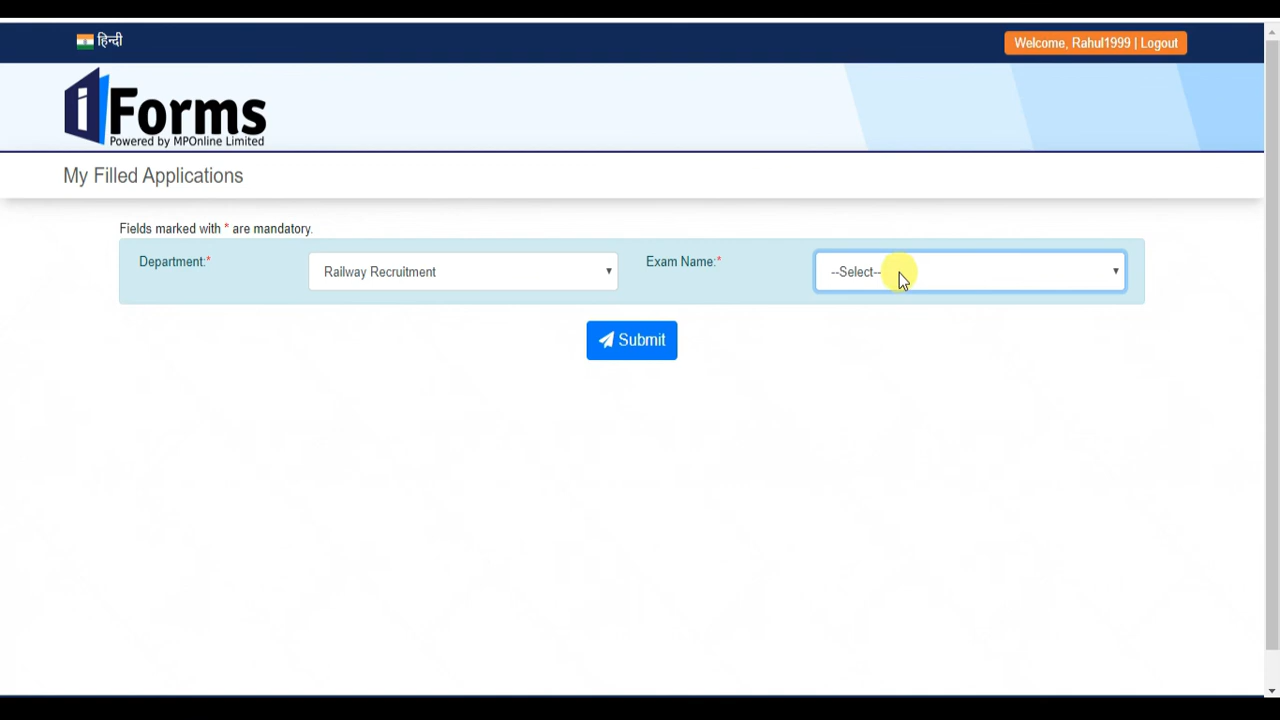 हिन्दी
Welcome, Rahul1999 | Logout
iForms
Powered by MPOnline Limited
My Filled Applications
Fields marked with * are mandatory.
Department:* Railway Recruitment Exam Name:* --Select--
Submit